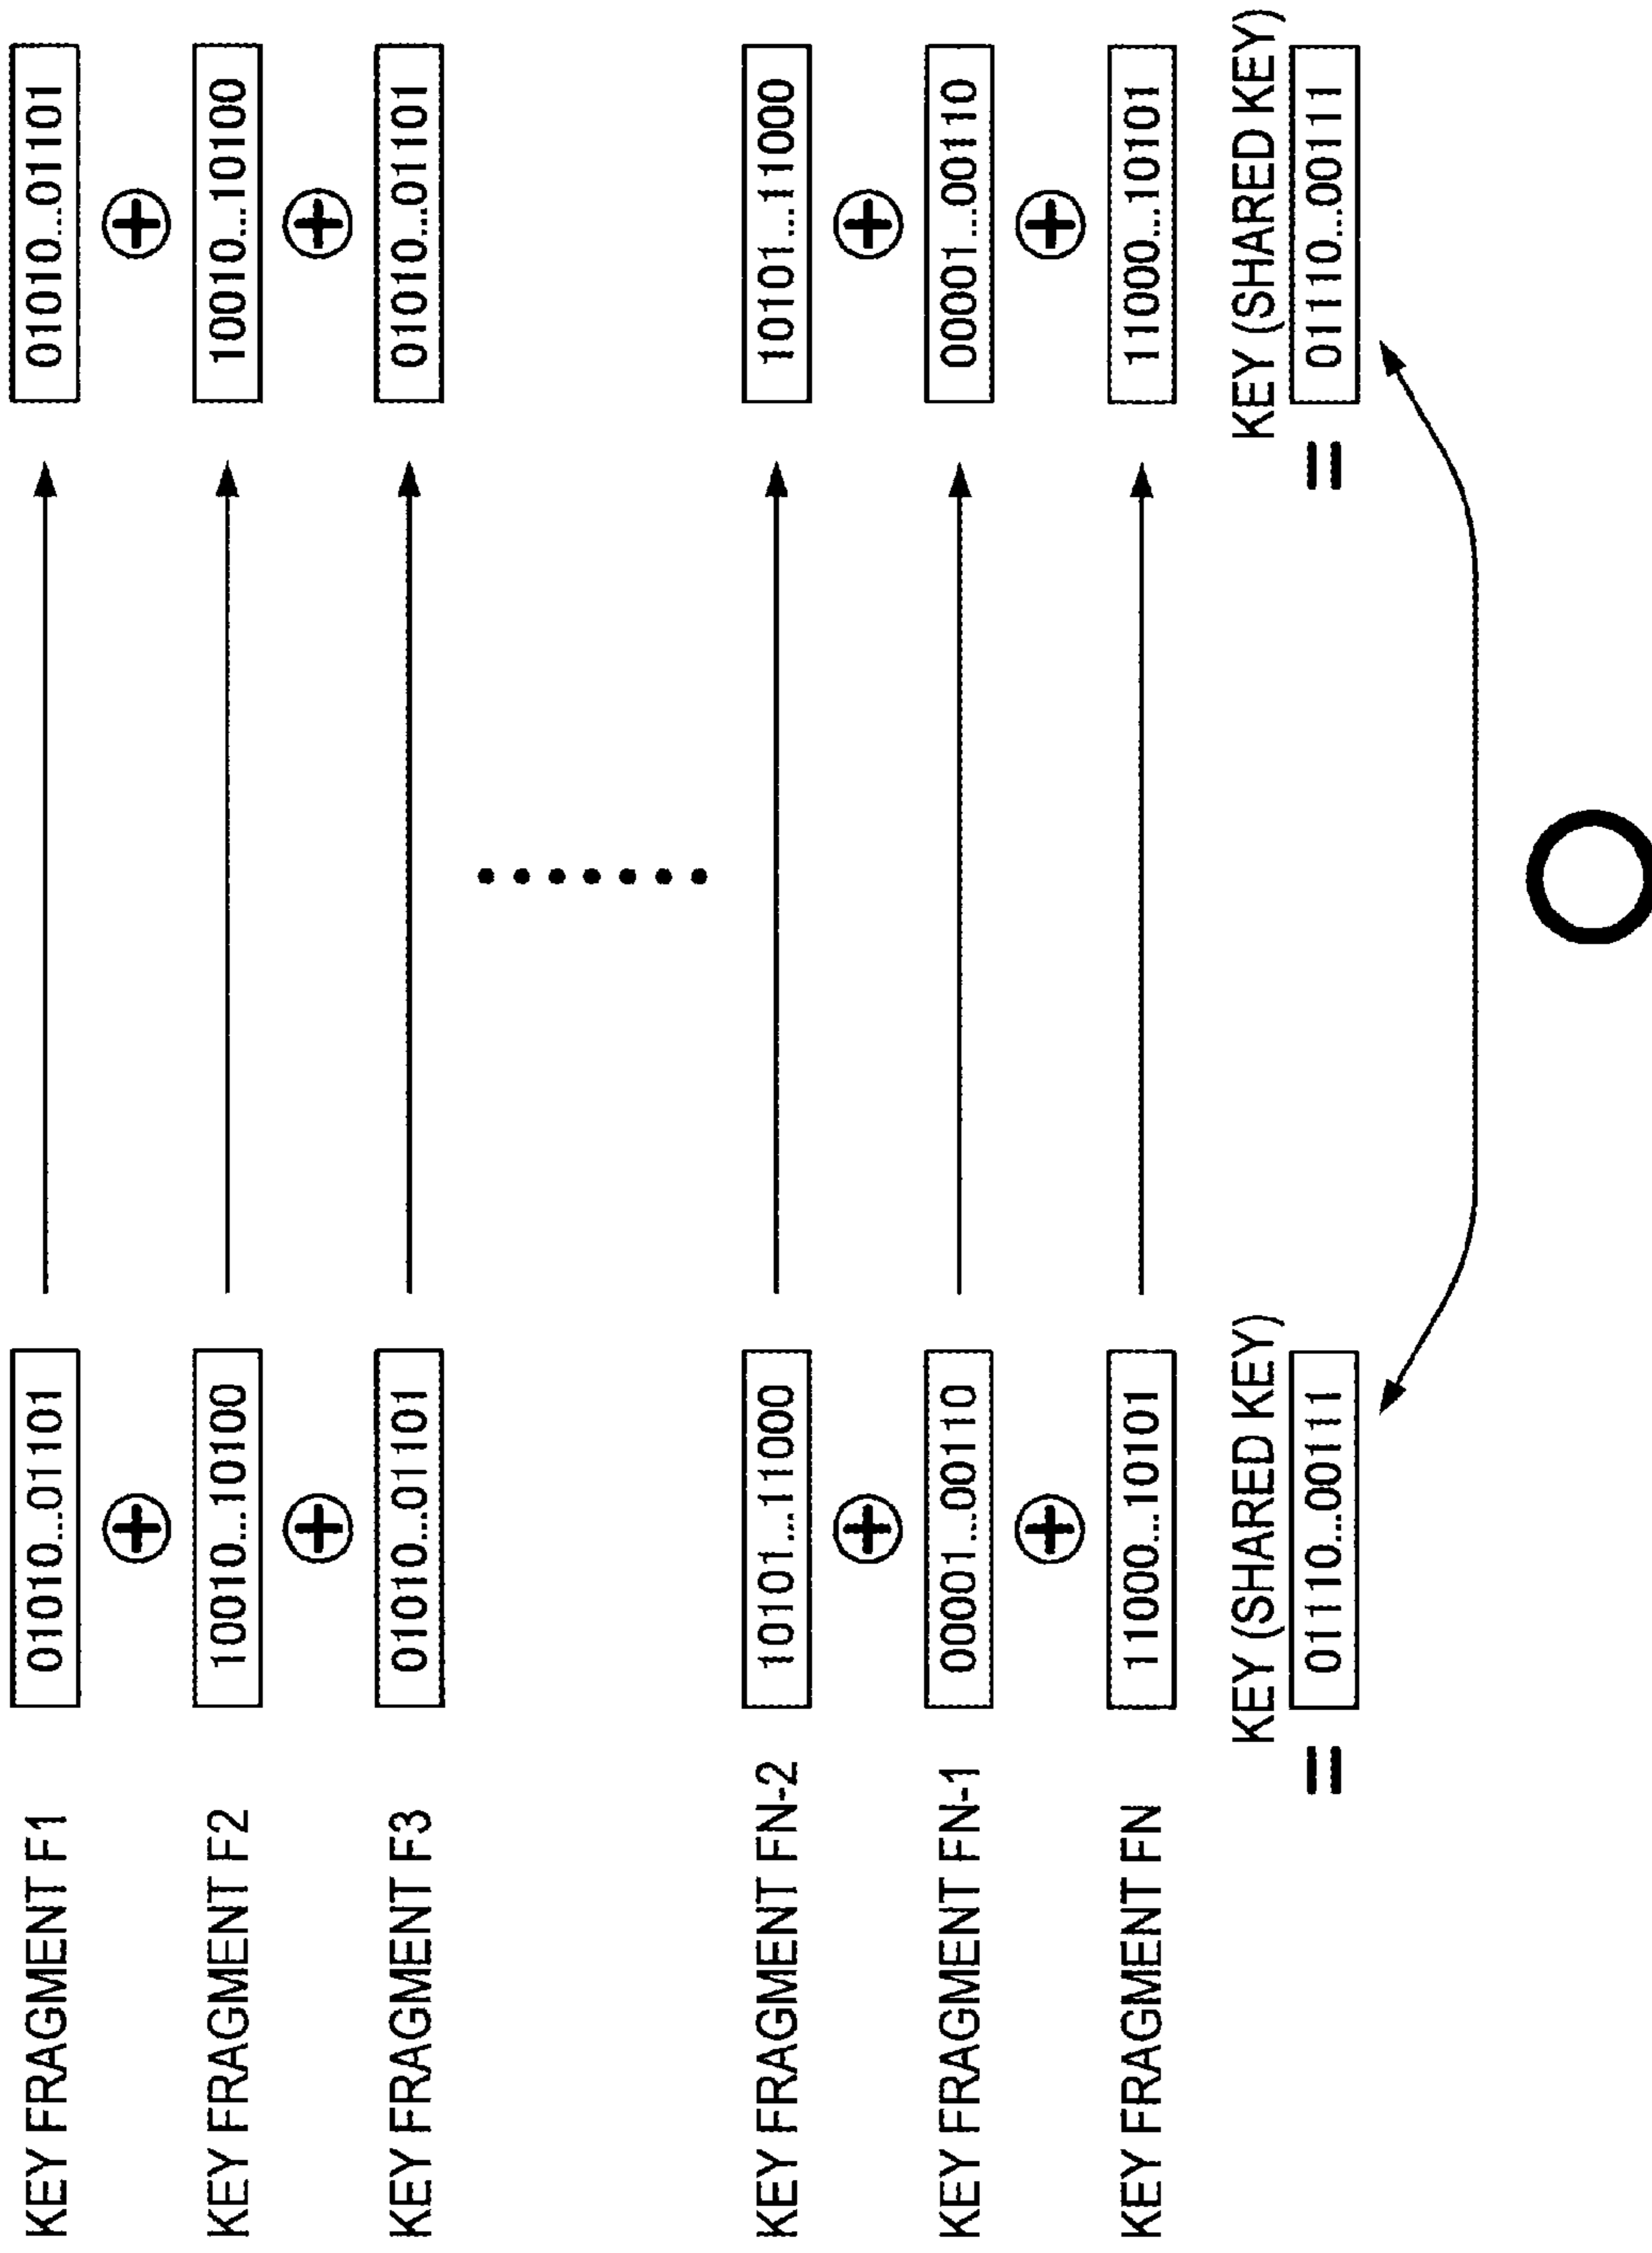 KEY FRAGMENT F1 01010...01101 01010...01101
KEY FRAGMENT F2 10010...10100 10010...10100
KEY FRAGMENT F3 01010...01101 01010...01101
KEY FRAGMENT FN-2 10101...11000 10101...11000
KEY FRAGMENT FN-1 00001...00110 00001...00110
KEY FRAGMENT FN 11000...10101 11000...10101
KEY (SHARED KEY) KEY (SHARED KEY)
= 01110...00111 = 01110...00111